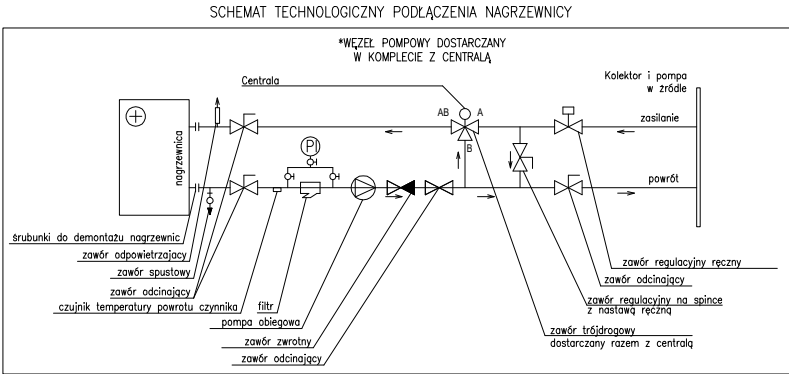 SCHEMAT TECHNOLOGICZNY PODŁĄCZENIA NAGRZEWNICY
*WĘZEŁ POMPOWY DOSTARCZANY
W KOMPLECIE Z CENTRALĄ
Centrala
Kolektor i pompa
w źródle
AB
A
B
zasilanie
nagrzewnica
PI
powrót
śrubunki do demontażu nagrzewnic
zawór odpowietrzajacy
zawór spustowy
zawór odcinający
czujnik temperatury powrotu czynnika
filtr
pompa obiegowa
zawór zwrotny
zawór odcinający
zawór regulacyjny ręczny
zawór odcinający
zawór regulacyjny na spince
z nastawą ręczną
zawór trójdrogowy
dostarczany razem z centralą